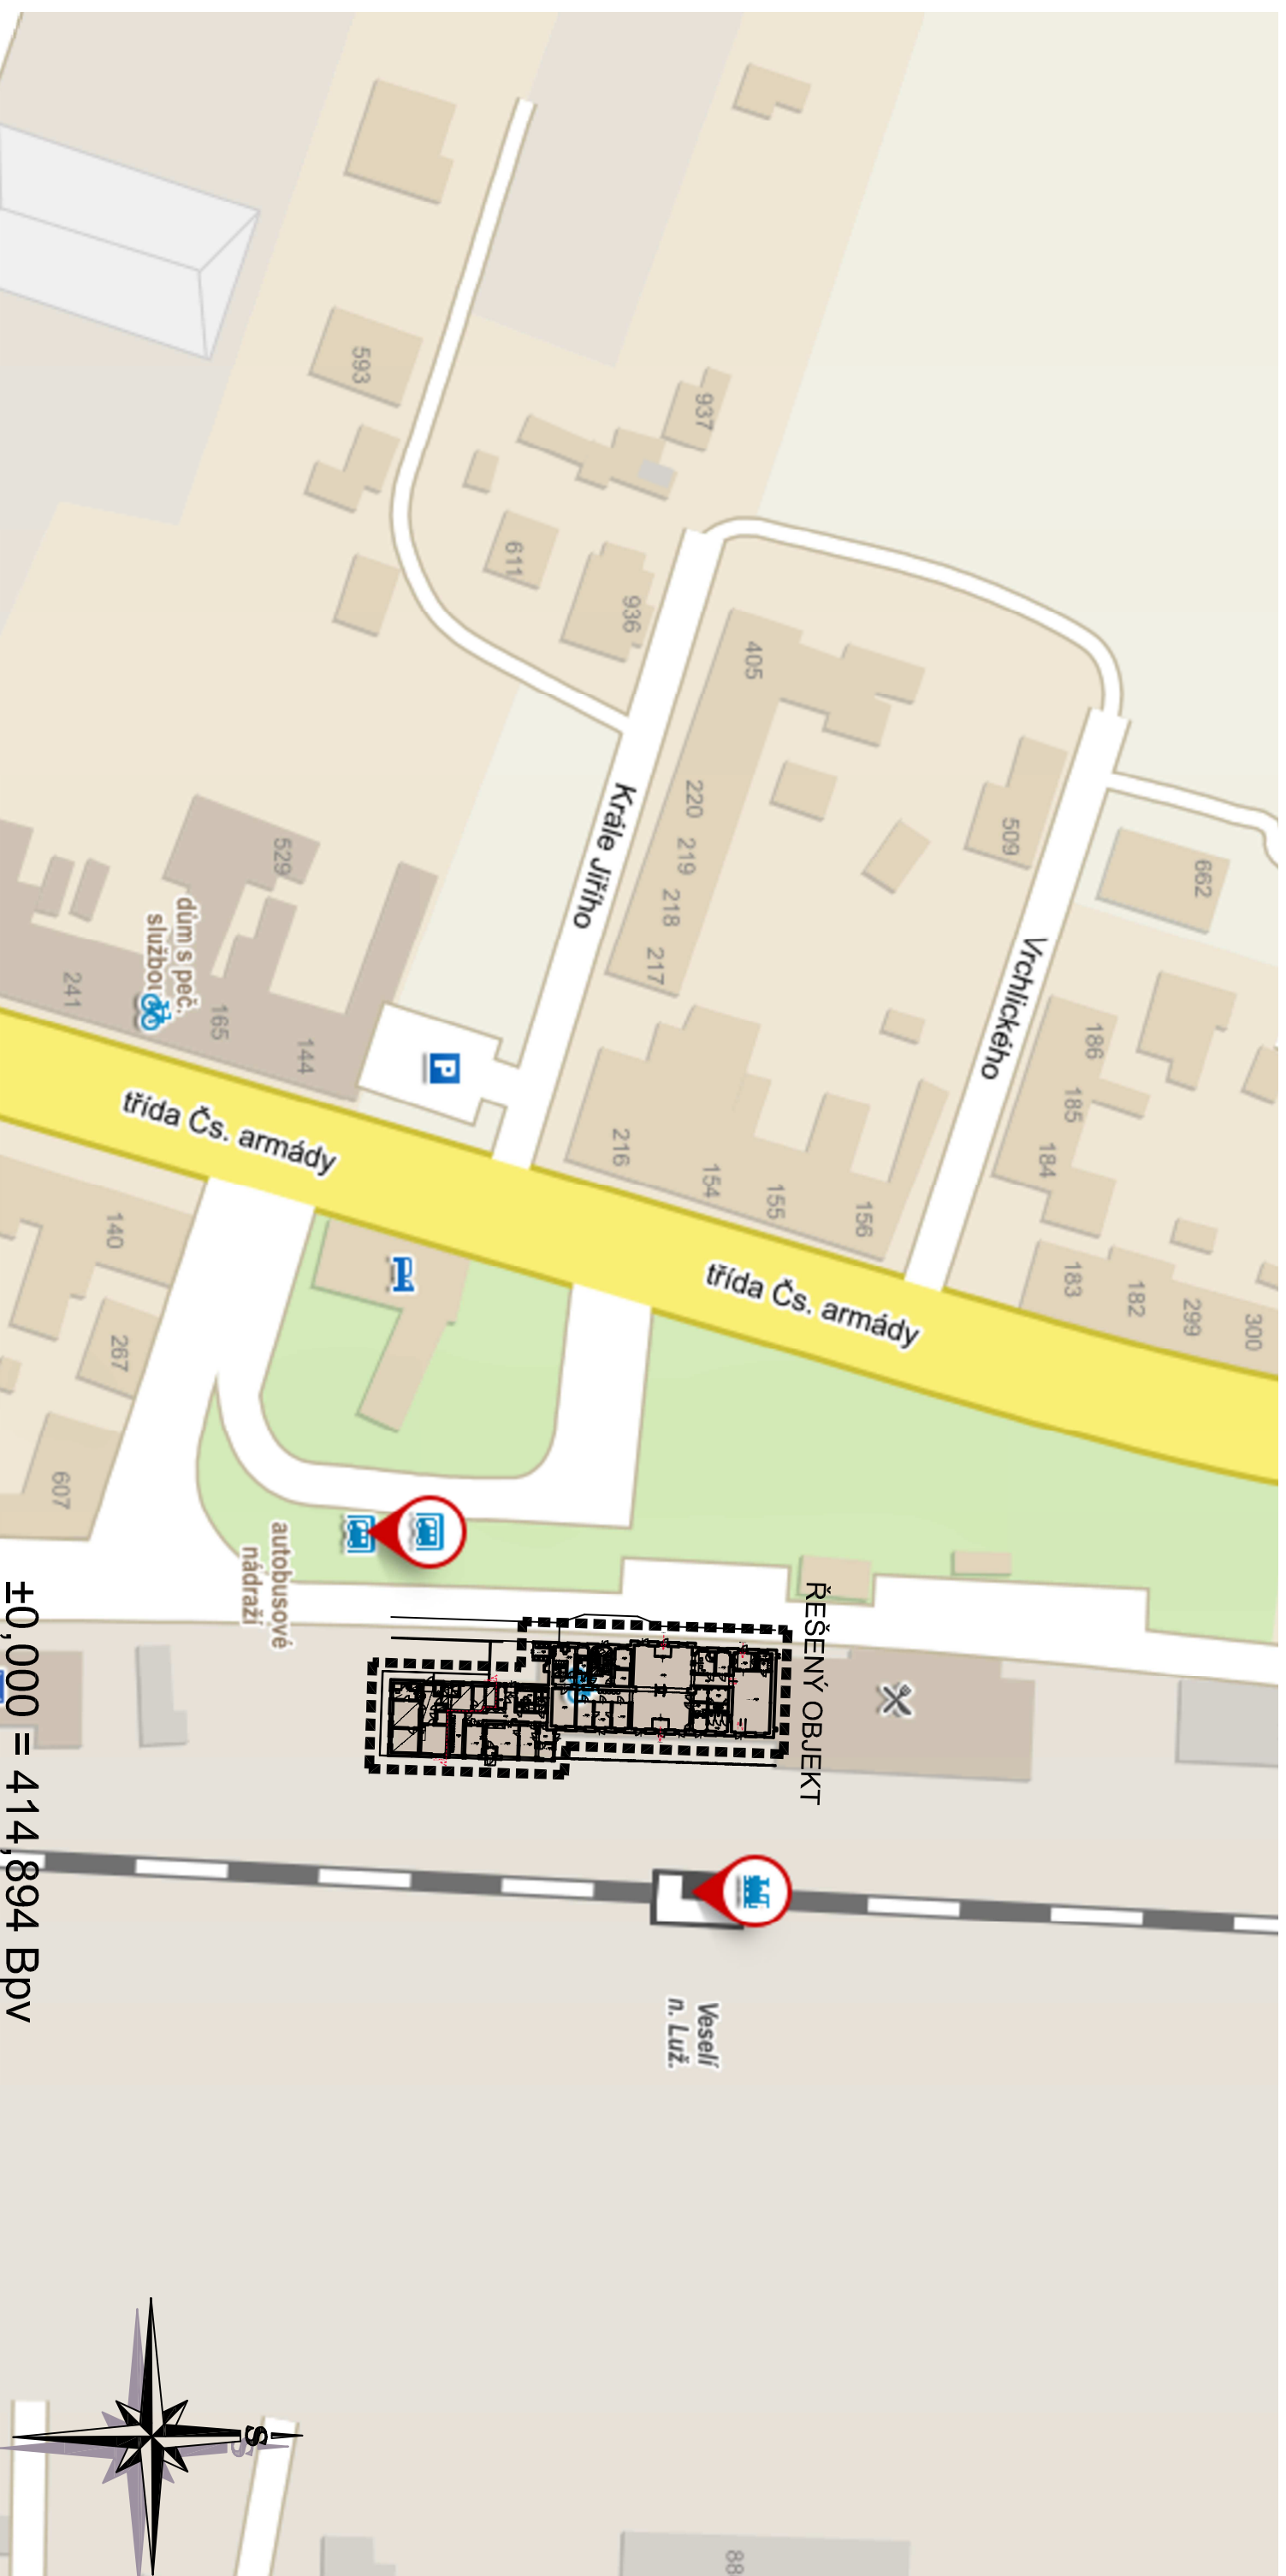 593
937
611
936
405
220
219
218
217
Krále Jiřího
509
662
Vrchlického
529
dům s peč.
službou
241
165
144
P
186
185
184
183
182
299
300
216
154
155
156
třída Čs. armády
třída Čs. armády
140
267
607
autobusové
nádraží
ŘEŠENÝ OBJEKT
±0,000 = 414,894 Bpv
Veselí
n. Luž.
S
88